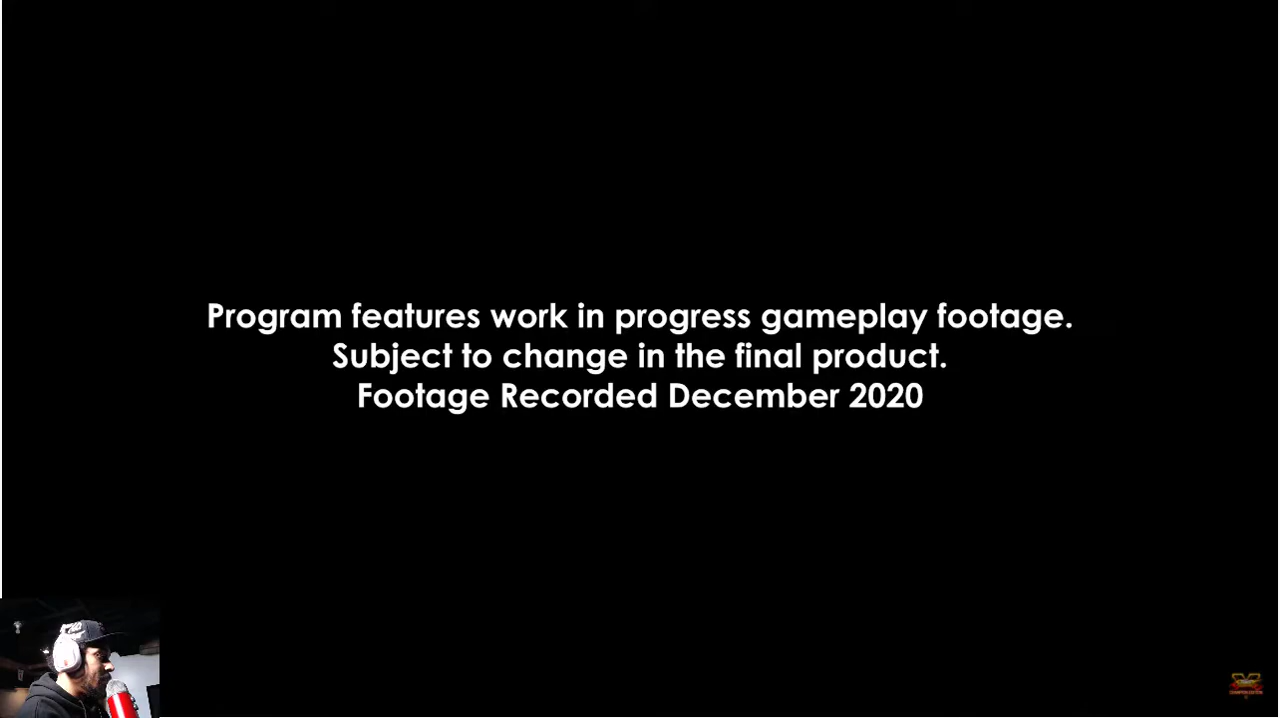 Program features work in progress gameplay footage.
Subject to change in the final product.
Footage Recorded December 2020